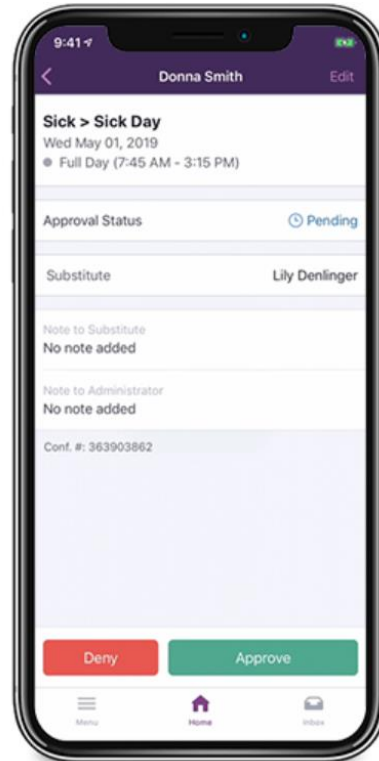 9:41
Donna Smith
Edit
Sick > Sick Day
Wed May 01, 2019
Full Day (7:45 AM - 3:15 PM)
Approval Status
Pending
Substitute
Lily Denlinger
Note to Substitute
No note added
Note to Administrator
No note added
Conf. #: 363903862
Deny
Approve
Menu
Home
Inbox